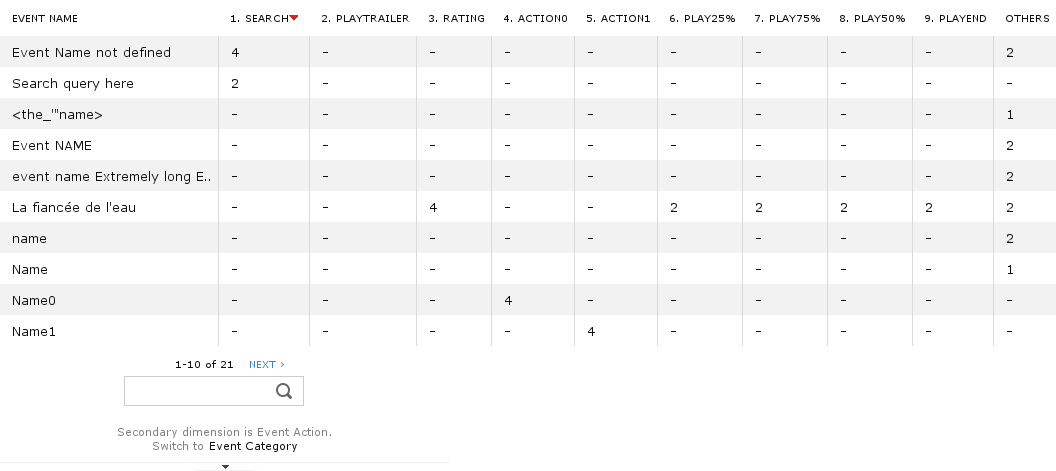 EVENT NAME 1. SEARCH 2. PLAYTRAILER 3. RATING 4. ACTION0 5. ACTION1 6. PLAY25% 7. PLAY75% 8. PLAY50% 9. PLAYEND OTHERS
Event Name not defined 4 - - - - - - - - 2
Search query here 2 - - - - - - - - -
<the_'"name> - - - - - - - - - 1
Event NAME - - - - - - - - - 2
event name Extremely long E.. - - - - - - - - - 2
La fiancée de l'eau - - 4 - - 2 2 2 2 2
name - - - - - - - - - 2
Name - - - - - - - - - 1
Name0 - - - 4 - - - - - -
Name1 - - - - 4 - - - - -
1-10 of 21 NEXT ›
Secondary dimension is Event Action.
Switch to Event Category